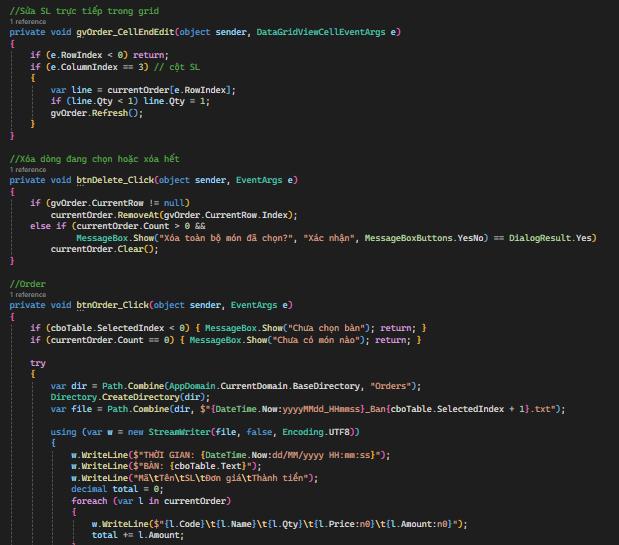 //Sửa SL trực tiếp trong grid
1 reference
private void gvOrder_CellEndEdit(object sender, DataGridViewCellEventArgs e)
{
if (e.RowIndex < 0) return;
if (e.ColumnIndex == 3) // cột SL
{
var line = currentOrder[e.RowIndex];
if (line.Qty < 1) line.Qty = 1;
gvOrder.Refresh();
}
}
//Xóa dòng đang chọn hoặc xóa hết
1 reference
private void btnDelete_Click(object sender, EventArgs e)
{
if (gvOrder.CurrentRow != null)
currentOrder.RemoveAt(gvOrder.CurrentRow.Index);
else if (currentOrder.Count > 0 &&
MessageBox.Show("Xóa toàn bộ món đã chọn?", "Xác nhận", MessageBoxButtons.YesNo) == DialogResult.Yes)
currentOrder.Clear();
}
//Order
1 reference
private void btnOrder_Click(object sender, EventArgs e)
{
if (cboTable.SelectedIndex < 0) { MessageBox.Show("Chưa chọn bàn"); return; }
if (currentOrder.Count == 0) { MessageBox.Show("Chưa có món nào"); return; }
try
{
var dir = Path.Combine(AppDomain.CurrentDomain.BaseDirectory, "Orders");
Directory.CreateDirectory(dir);
var file = Path.Combine(dir, $"{DateTime.Now:yyyyMMdd_HHmmss}_Ban{cboTable.SelectedIndex + 1}.txt");
using (var w = new StreamWriter(file, false, Encoding.UTF8))
{
w.WriteLine($"THỜI GIAN: {DateTime.Now:dd/MM/yyyy HH:mm:ss}");
w.WriteLine($"BÀN: {cboTable.Text}");
w.WriteLine("Mã\tTên\tSL\tĐơn giá\tThành tiền");
decimal total = 0;
foreach (var l in currentOrder)
{
w.WriteLine($"{l.Code}\t{l.Name}\t{l.Qty}\t{l.Price:n0}\t{l.Amount:n0}");
total += l.Amount;
}